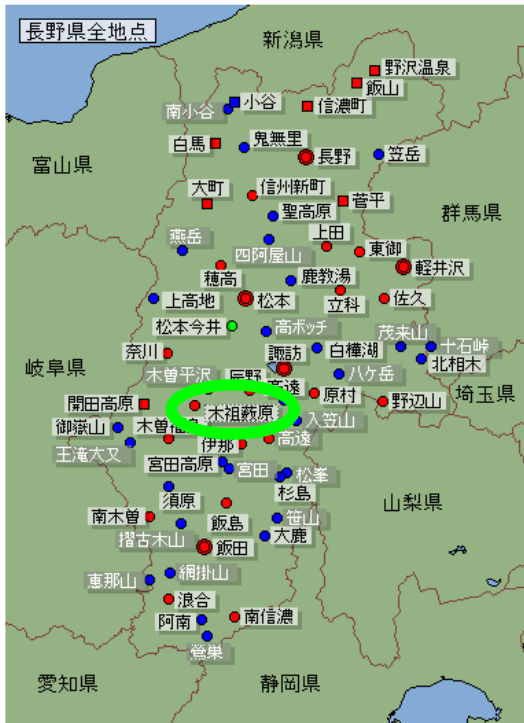 長野県全地点
新潟県
野沢温泉
飯山
小谷
南小谷
信濃町
白馬
鬼無里
長野
笠岳
富山県
信州新町
大町
菅平
聖高原
群馬県
燕岳
四阿屋山
上田
東御
穂高
鹿教湯
軽井沢
上高地
松本
立科
佐久
松本今井
高ボッチ
茂来山
十石峠
奈川
諏訪
白樺湖
北相木
岐阜県
木曽平沢
辰野
高遠
八ケ岳
埼玉県
開田高原
木祖薮原
原村
野辺山
御嶽山
木曽福島
入笠山
王滝大又
伊那
高遠
宮田高原
宮田
松峯
須原
杉島
山梨県
南木曽
飯島
笹山
摺古木山
飯田
大鹿
恵那山
網掛山
浪合
阿南
南信濃
鶯巣
愛知県
静岡県